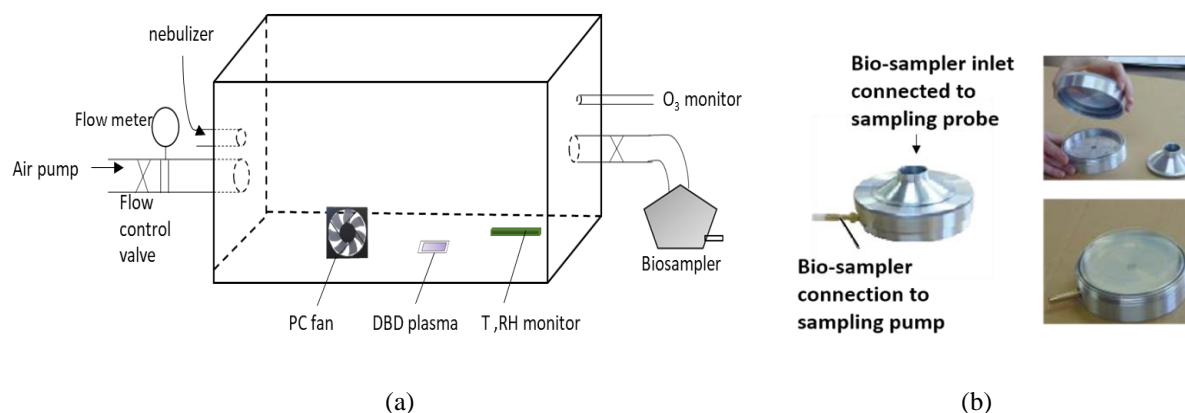 nebulizer
Flow meter
Air pump
Flow
control
valve
PC fan
DBD plasma
T ,RH monitor
O₃ monitor
Biosampler
(a)
Bio-sampler inlet
connected to
sampling probe
Bio-sampler
connection to
sampling pump
(b)